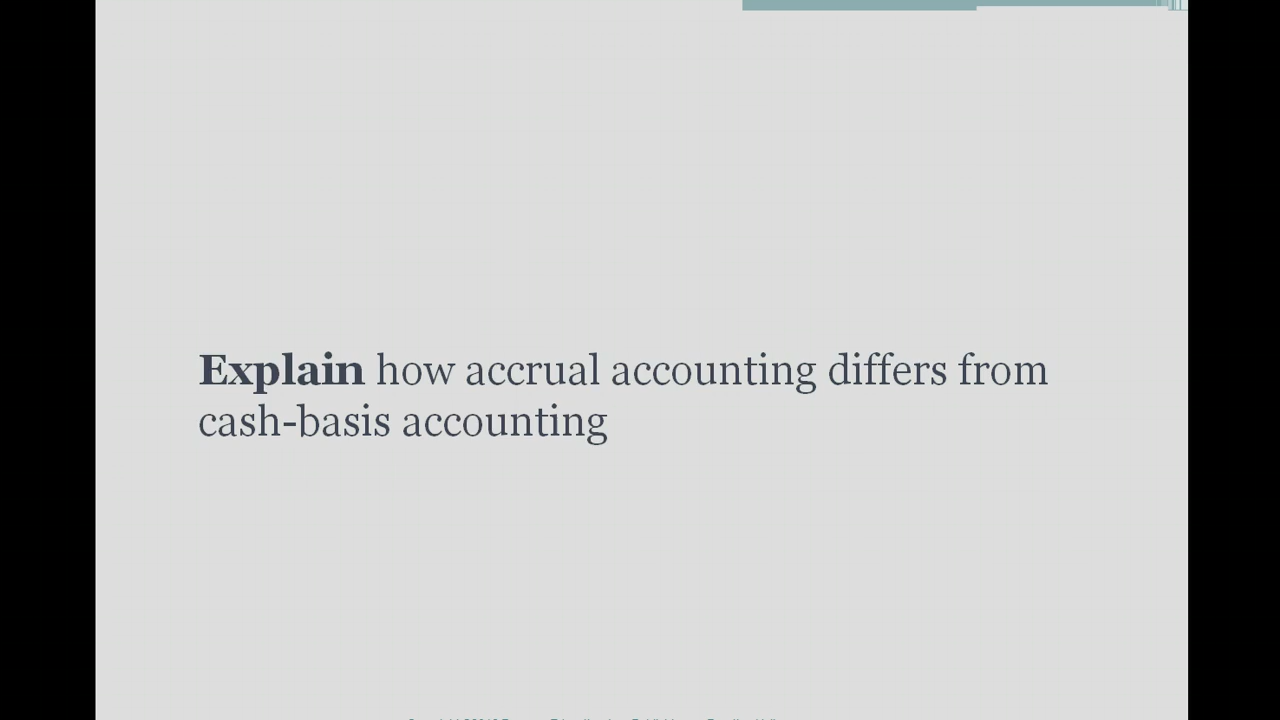 Explain how accrual accounting differs from
cash-basis accounting